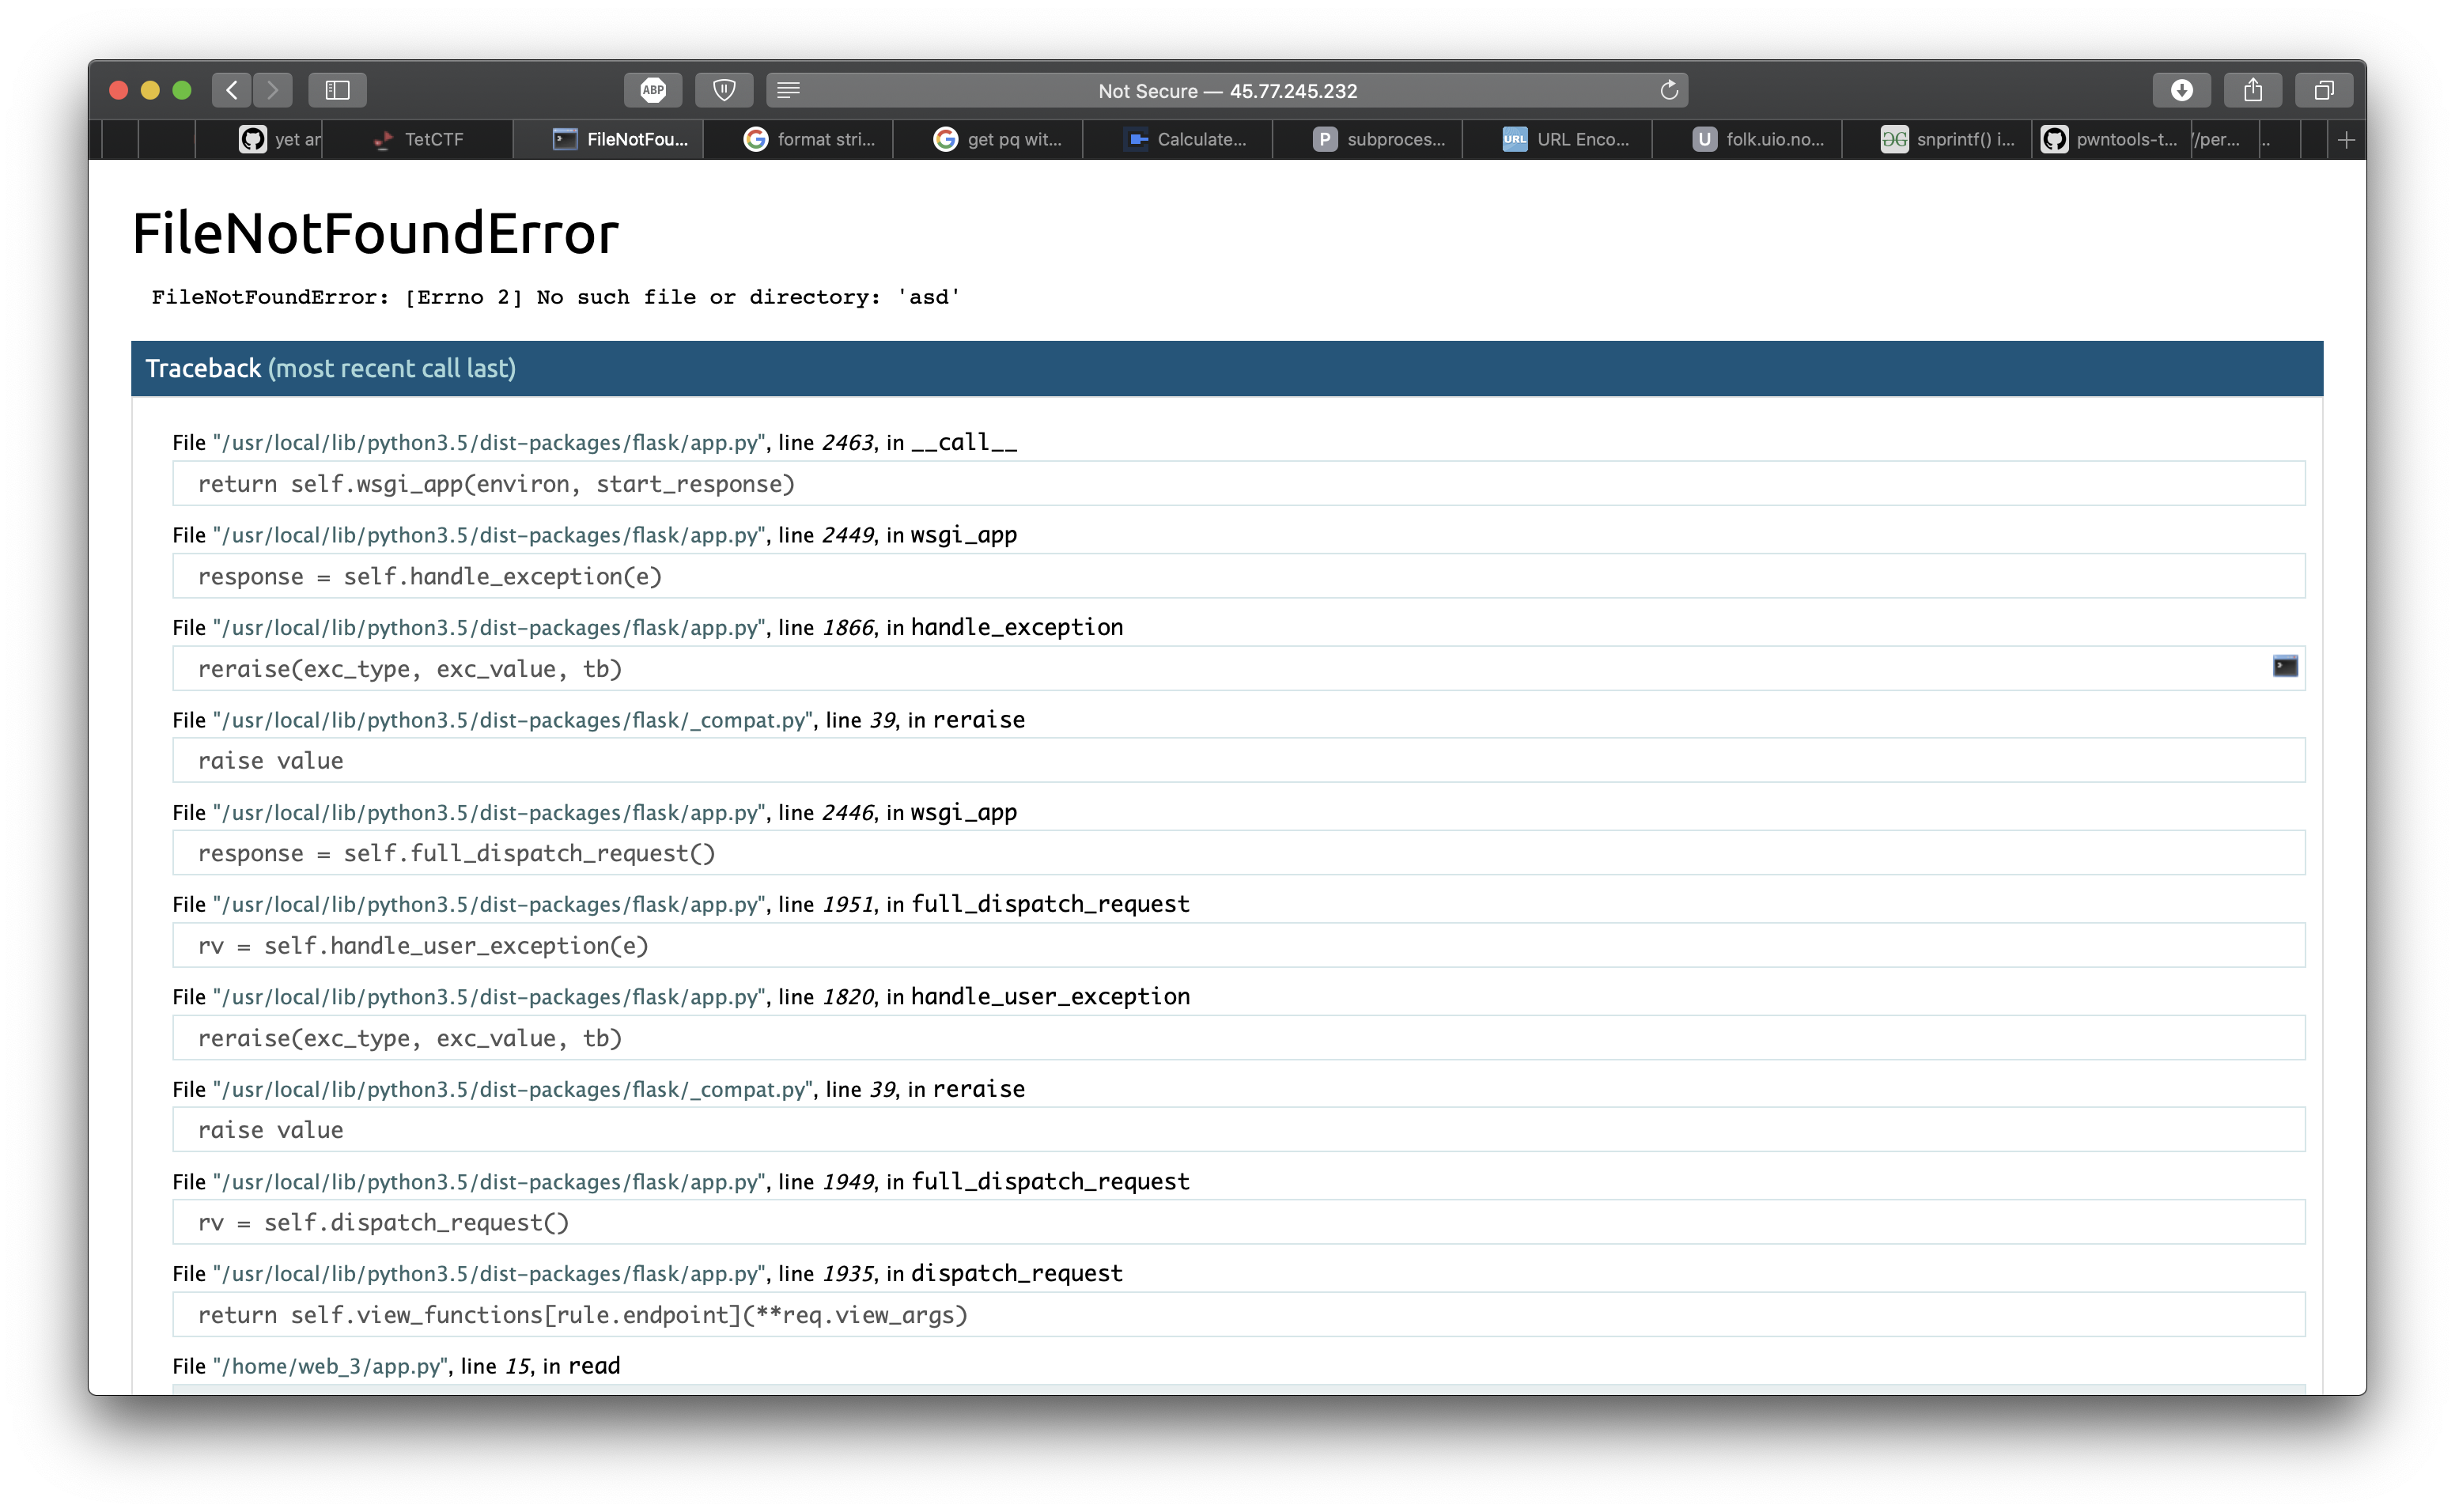 ABP
Not Secure — 45.77.245.232
yet ar
TetCTF
FileNotFou...
format stri...
get pq wit...
Calculate...
P subproces...
URL URL Enco...
U folk.uio.no...
GG snprintf() i...
pwntools-t...
/per...
..
FileNotFoundError
FileNotFoundError: [Errno 2] No such file or directory: 'asd'
Traceback (most recent call last)
File "/usr/local/lib/python3.5/dist-packages/flask/app.py", line 2463, in __call__
return self.wsgi_app(environ, start_response)
File "/usr/local/lib/python3.5/dist-packages/flask/app.py", line 2449, in wsgi_app
response = self.handle_exception(e)
File "/usr/local/lib/python3.5/dist-packages/flask/app.py", line 1866, in handle_exception
reraise(exc_type, exc_value, tb)
File "/usr/local/lib/python3.5/dist-packages/flask/_compat.py", line 39, in reraise
raise value
File "/usr/local/lib/python3.5/dist-packages/flask/app.py", line 2446, in wsgi_app
response = self.full_dispatch_request()
File "/usr/local/lib/python3.5/dist-packages/flask/app.py", line 1951, in full_dispatch_request
rv = self.handle_user_exception(e)
File "/usr/local/lib/python3.5/dist-packages/flask/app.py", line 1820, in handle_user_exception
reraise(exc_type, exc_value, tb)
File "/usr/local/lib/python3.5/dist-packages/flask/_compat.py", line 39, in reraise
raise value
File "/usr/local/lib/python3.5/dist-packages/flask/app.py", line 1949, in full_dispatch_request
rv = self.dispatch_request()
File "/usr/local/lib/python3.5/dist-packages/flask/app.py", line 1935, in dispatch_request
return self.view_functions[rule.endpoint](**req.view_args)
File "/home/web_3/app.py", line 15, in read